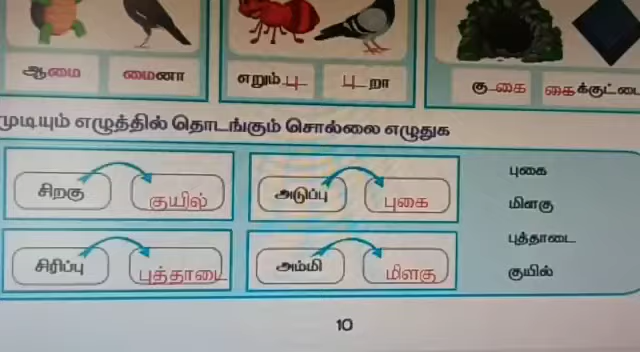 ஆமை மைனா எறும்பு புறா குகை கைக்குட்டை
முடியும் எழுத்தில் தொடங்கும் சொல்லை எழுதுக
சிறகு குயில் அடுப்பு புகை
சிரிப்பு புத்தாடை அம்மி மிளகு
புகை
மிளகு
புத்தாடை
குயில்
10